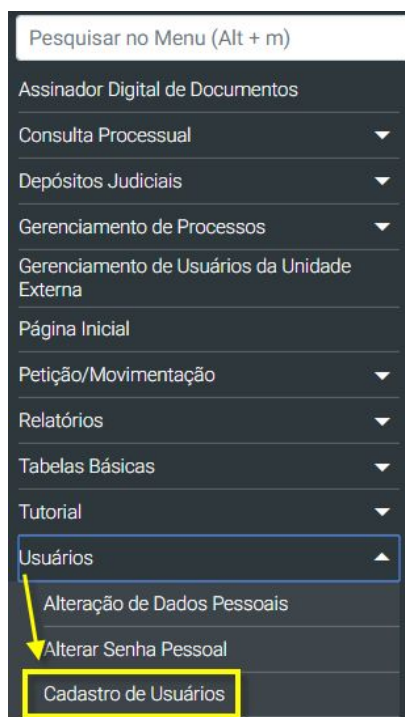 Pesquisar no Menu (Alt + m)
Assinador Digital de Documentos
Consulta Processual
Depósitos Judiciais
Gerenciamento de Processos
Gerenciamento de Usuários da Unidade
Externa
Página Inicial
Petição/Movimentação
Relatórios
Tabelas Básicas
Tutorial
Usuários
Alteração de Dados Pessoais
Alterar Senha Pessoal
Cadastro de Usuários